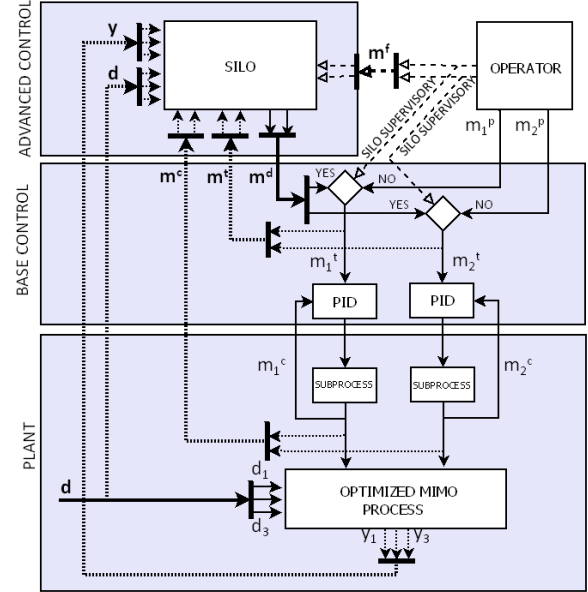 ADVANCED CONTROL
y
d
SILO
mᶠ
OPERATOR
SILO SUPERVISORY
SILO SUPERVISORY
m₁ᵖ
m₂ᵖ
mᶜ
mᵗ
mᵈ
BASE CONTROL
YES
NO
YES
NO
m₁ᵗ
m₂ᵗ
PID
PID
PLANT
m₁ᶜ
m₂ᶜ
SUBPROCESS
SUBPROCESS
d
d₁
d₃
OPTIMIZED MIMO
PROCESS
y₁
y₃